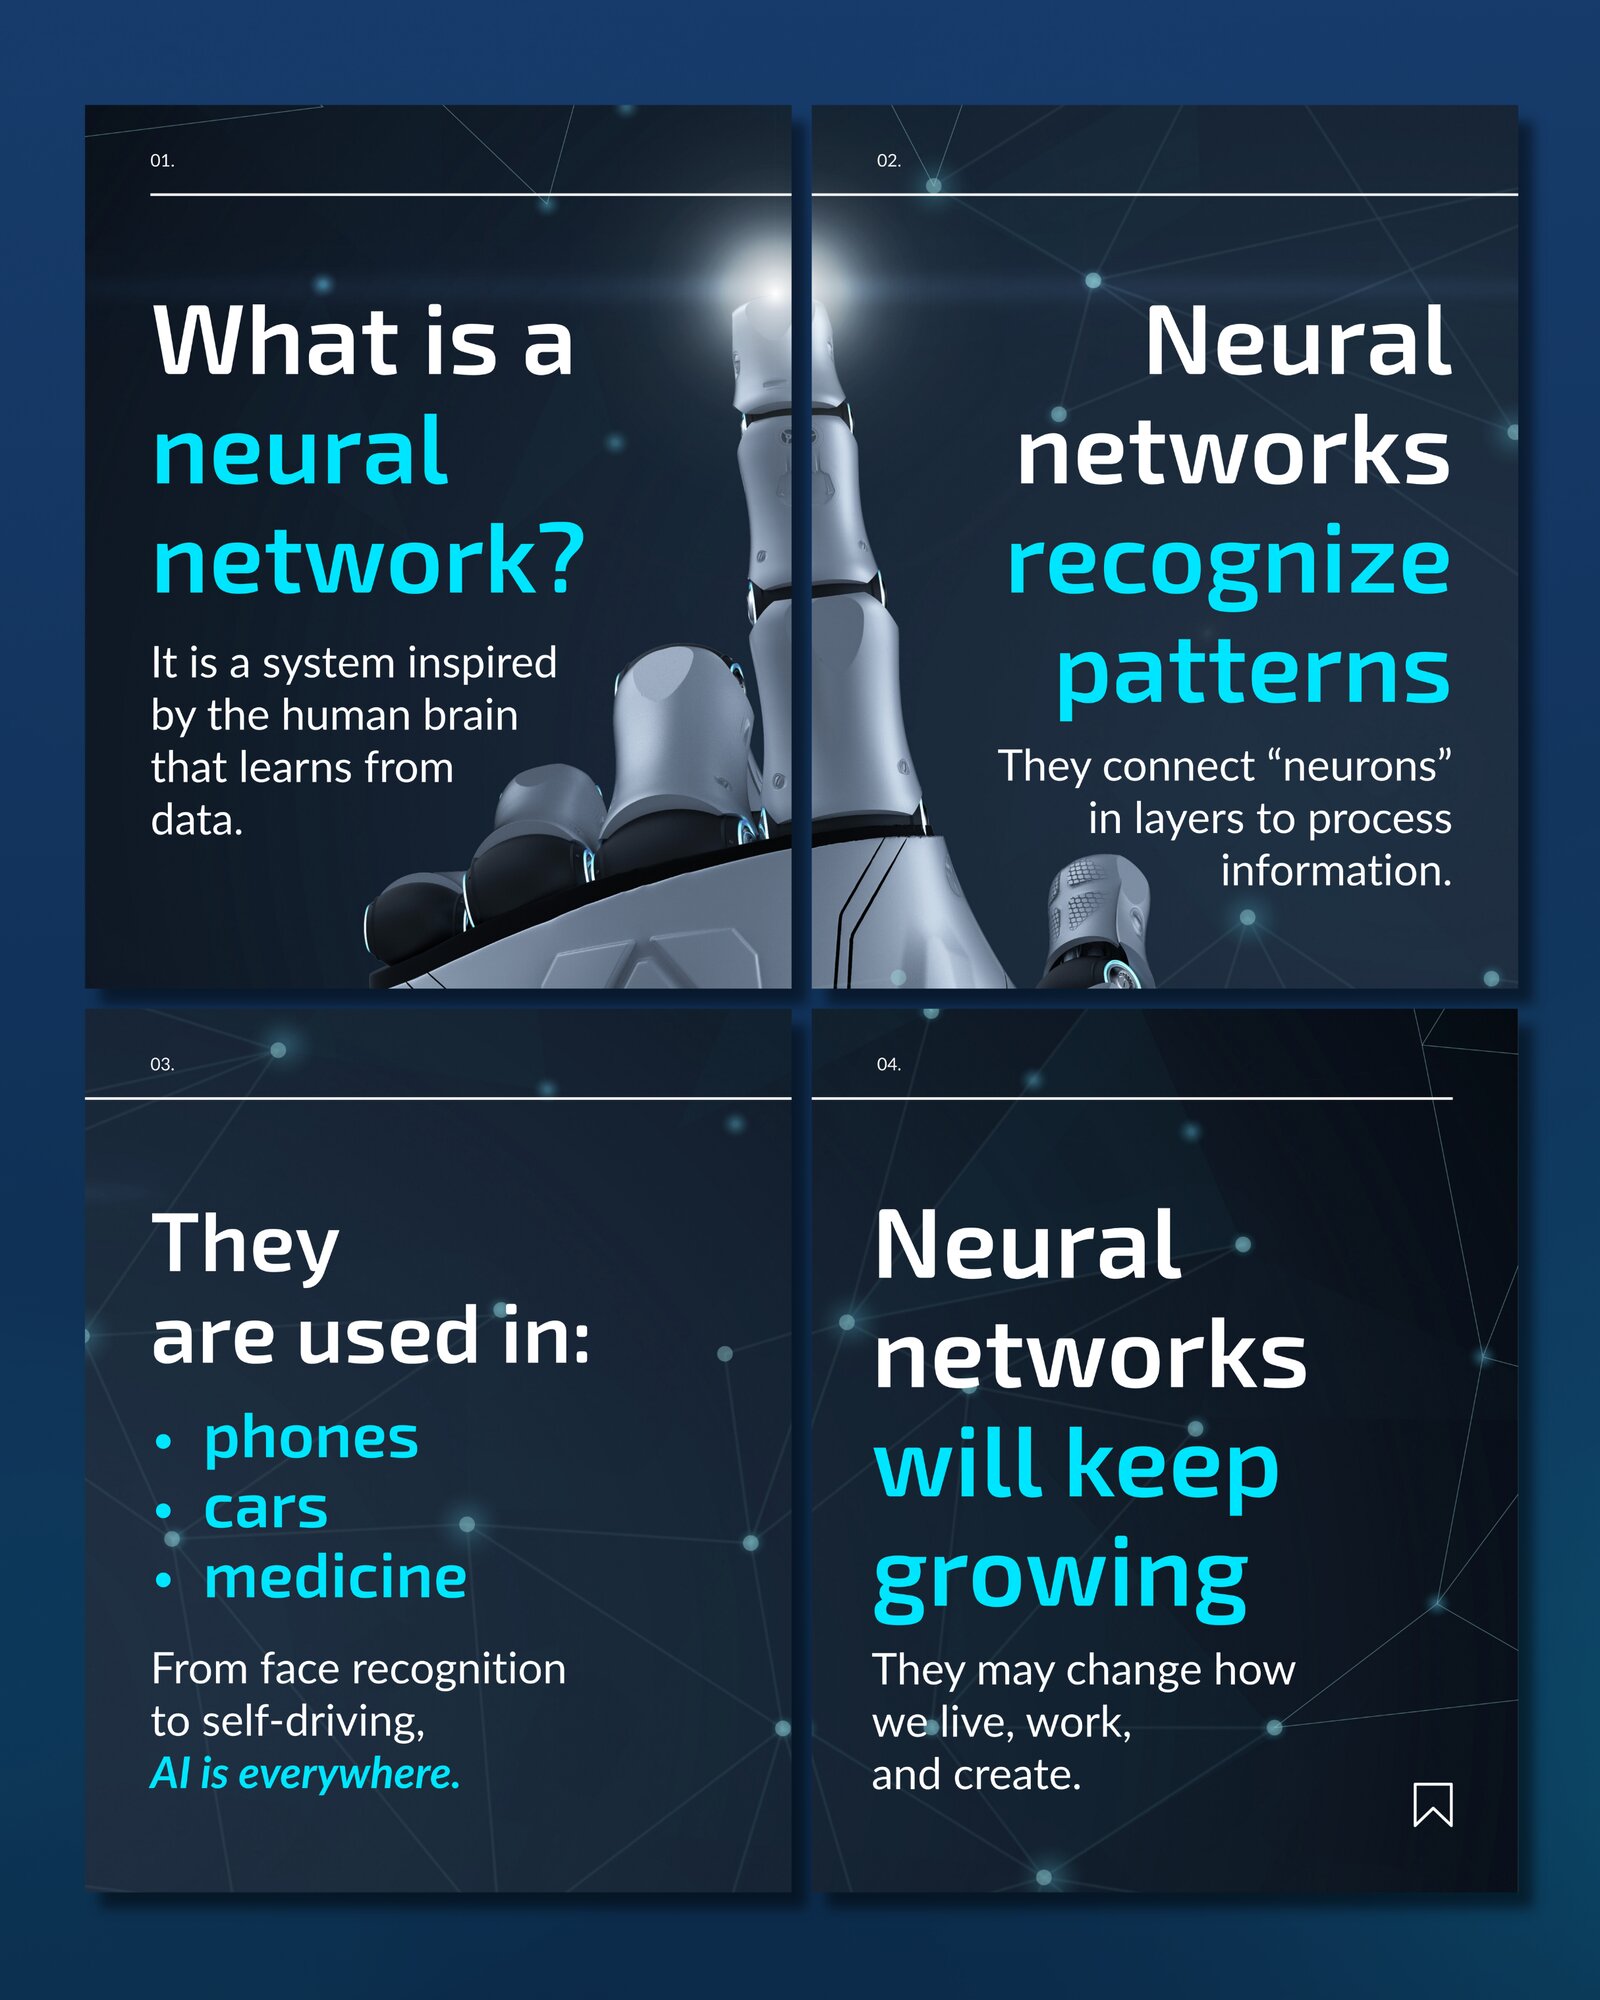 01.
What is a
neural
network?
It is a system inspired
by the human brain
that learns from
data.
02.
Neural
networks
recognize
patterns
They connect “neurons”
in layers to process
information.
03.
They
are used in:
• phones
• cars
• medicine
From face recognition
to self-driving,
AI is everywhere.
04.
Neural
networks
will keep
growing
They may change how
we live, work,
and create.